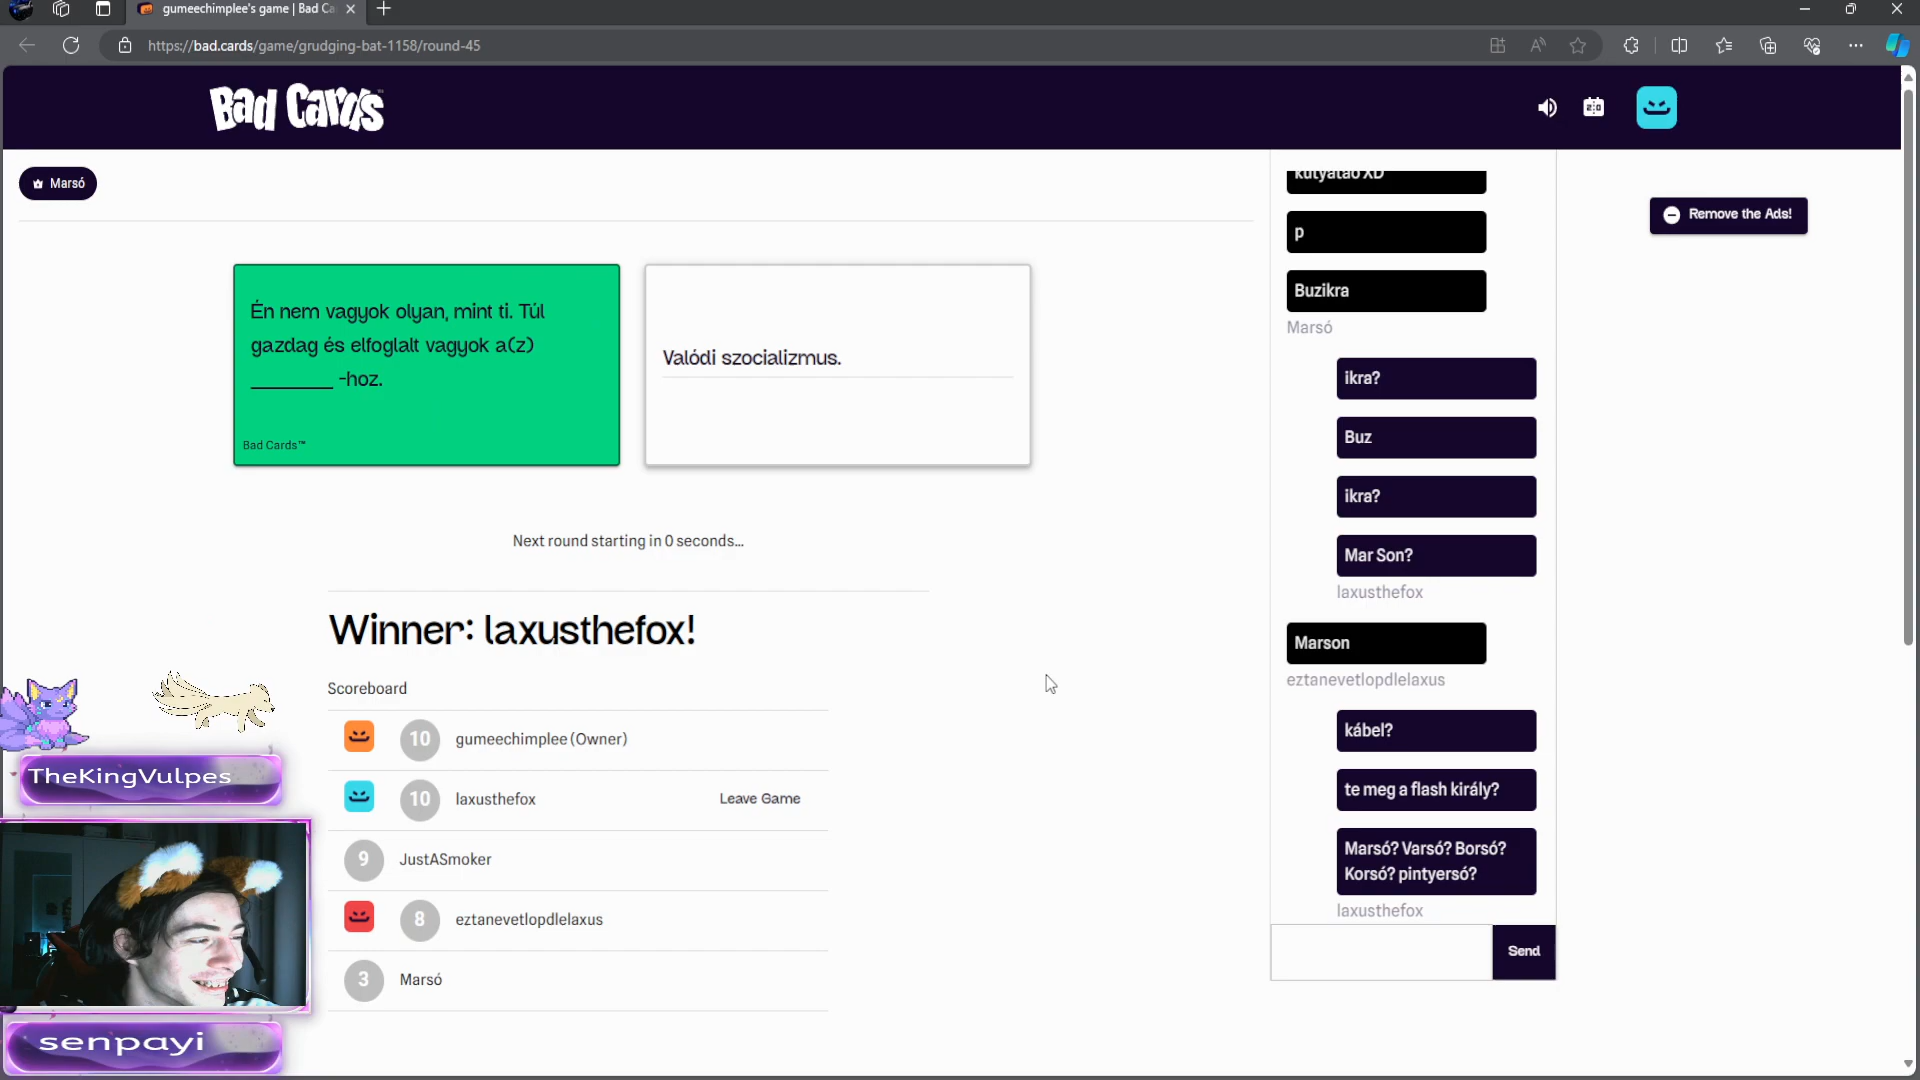 gumeechimplee's game | Bad Ca
https://bad.cards/game/grudging-bat-1158/round-45
Bad Cards
Marsó
Remove the Ads!
Én nem vagyok olyan, mint ti. Túl
gazdag és elfoglalt vagyok a(z)
________ -hoz.
Bad Cards™
Valódi szocializmus.
Next round starting in 0 seconds...
Winner: laxusthefox!
Scoreboard
10 gumeechimplee (Owner)
10 laxusthefox Leave Game
9 JustASmoker
8 eztanevetlopdlelaxus
3 Marsó
kutyatáo XD
p
Buzikra
Marsó
ikra?
Buz
ikra?
Mar Son?
laxusthefox
Marson
eztanevetlopdlelaxus
kábel?
te meg a flash király?
Marsó? Varsó? Borsó?
Korsó? pintyersó?
laxusthefox
Send
TheKingVulpes
senpayi